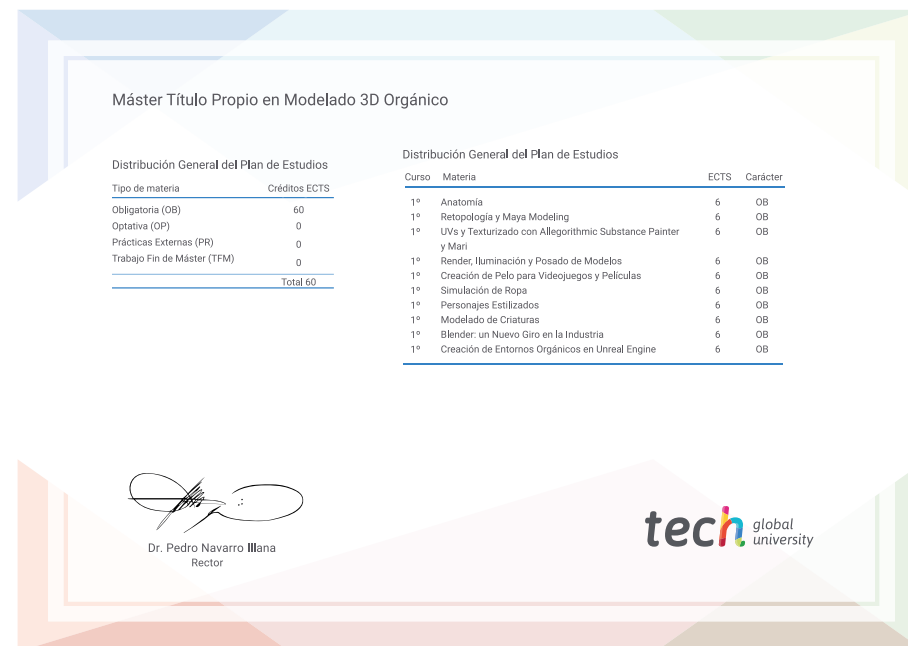 Máster Título Propio en Modelado 3D Orgánico
Distribución General del Plan de Estudios
Tipo de materia Créditos ECTS
Obligatoria (OB) 60
Optativa (OP) 0
Prácticas Externas (PR) 0
Trabajo Fin de Máster (TFM) 0
Total 60
Distribución General del Plan de Estudios
Curso Materia ECTS Carácter
1º Anatomía 6 OB
1º Retopología y Maya Modeling 6 OB
1º UVs y Texturizado con Allegorithmic Substance Painter 6 OB
y Mari
1º Render, Iluminación y Posado de Modelos 6 OB
1º Creación de Pelo para Videojuegos y Películas 6 OB
1º Simulación de Ropa 6 OB
1º Personajes Estilizados 6 OB
1º Modelado de Criaturas 6 OB
1º Blender: un Nuevo Giro en la Industria 6 OB
1º Creación de Entornos Orgánicos en Unreal Engine 6 OB
Dr. Pedro Navarro Illana
Rector
tech global
university